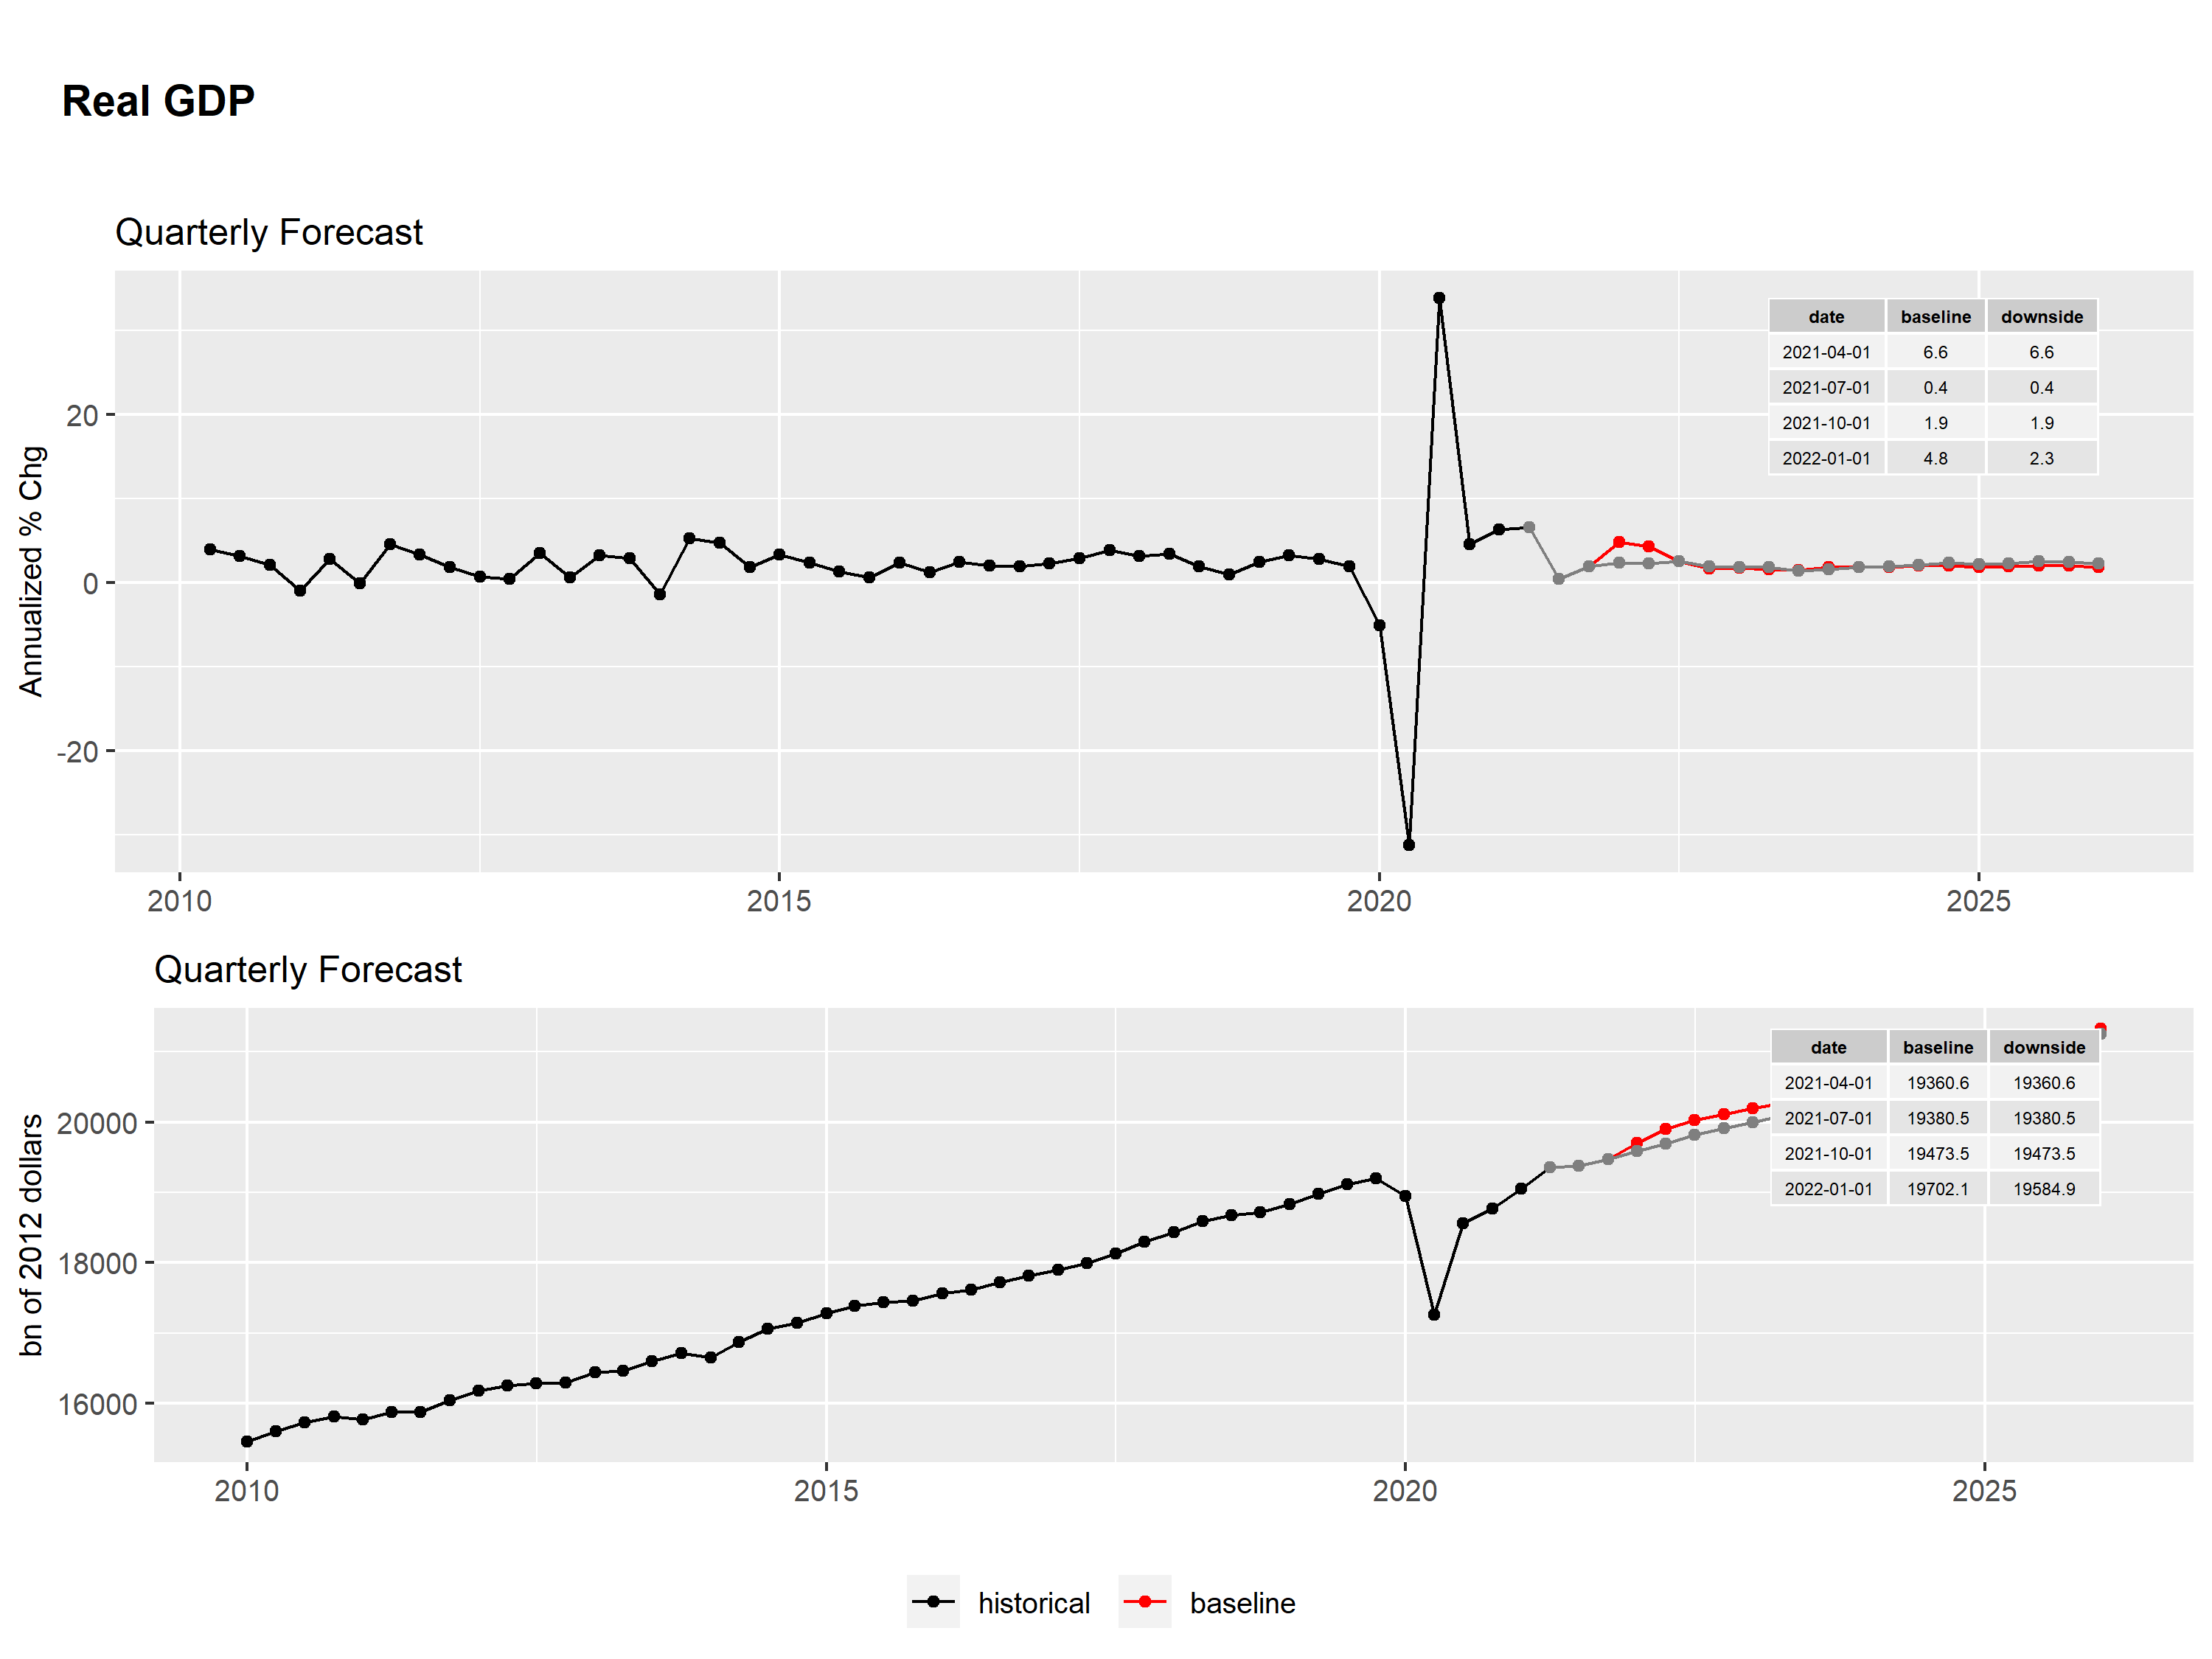 Real GDP
Quarterly Forecast
Annualized % Chg
20
0
-20
date baseline downside
2021-04-01 6.6 6.6
2021-07-01 0.4 0.4
2021-10-01 1.9 1.9
2022-01-01 4.8 2.3
2010 2015 2020 2025
Quarterly Forecast
bn of 2012 dollars
20000
18000
16000
date baseline downside
2021-04-01 19360.6 19360.6
2021-07-01 19380.5 19380.5
2021-10-01 19473.5 19473.5
2022-01-01 19702.1 19584.9
2010 2015 2020 2025
historical baseline